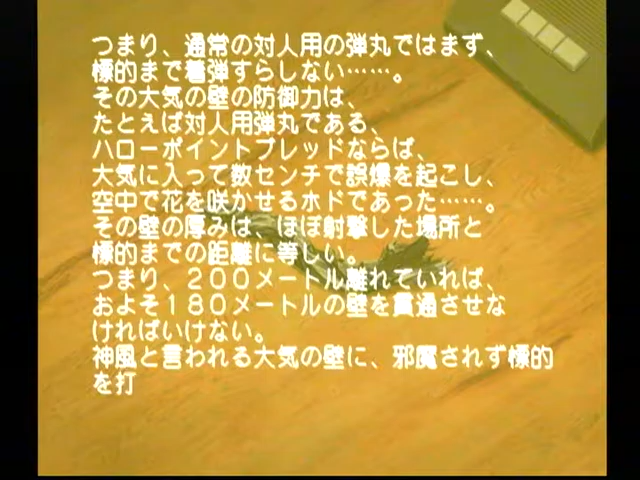 つまり、通常の対人用の弾丸ではまず、
標的まで着弾すらしない……。
その大気の壁の防御力は、
たとえば対人用弾丸である、
ハローポイントブレッドならば、
大気に入って数センチで誤爆を起こし、
空中で花を咲かせるホドであった……。
その壁の厚みは、ほぼ射撃した場所と
標的までの距離に等しい。
つまり、２００メートル離れていれば、
およそ１８０メートルの壁を貫通させな
ければいけない。
神風と言われる大気の壁に、邪魔されず標的
を打